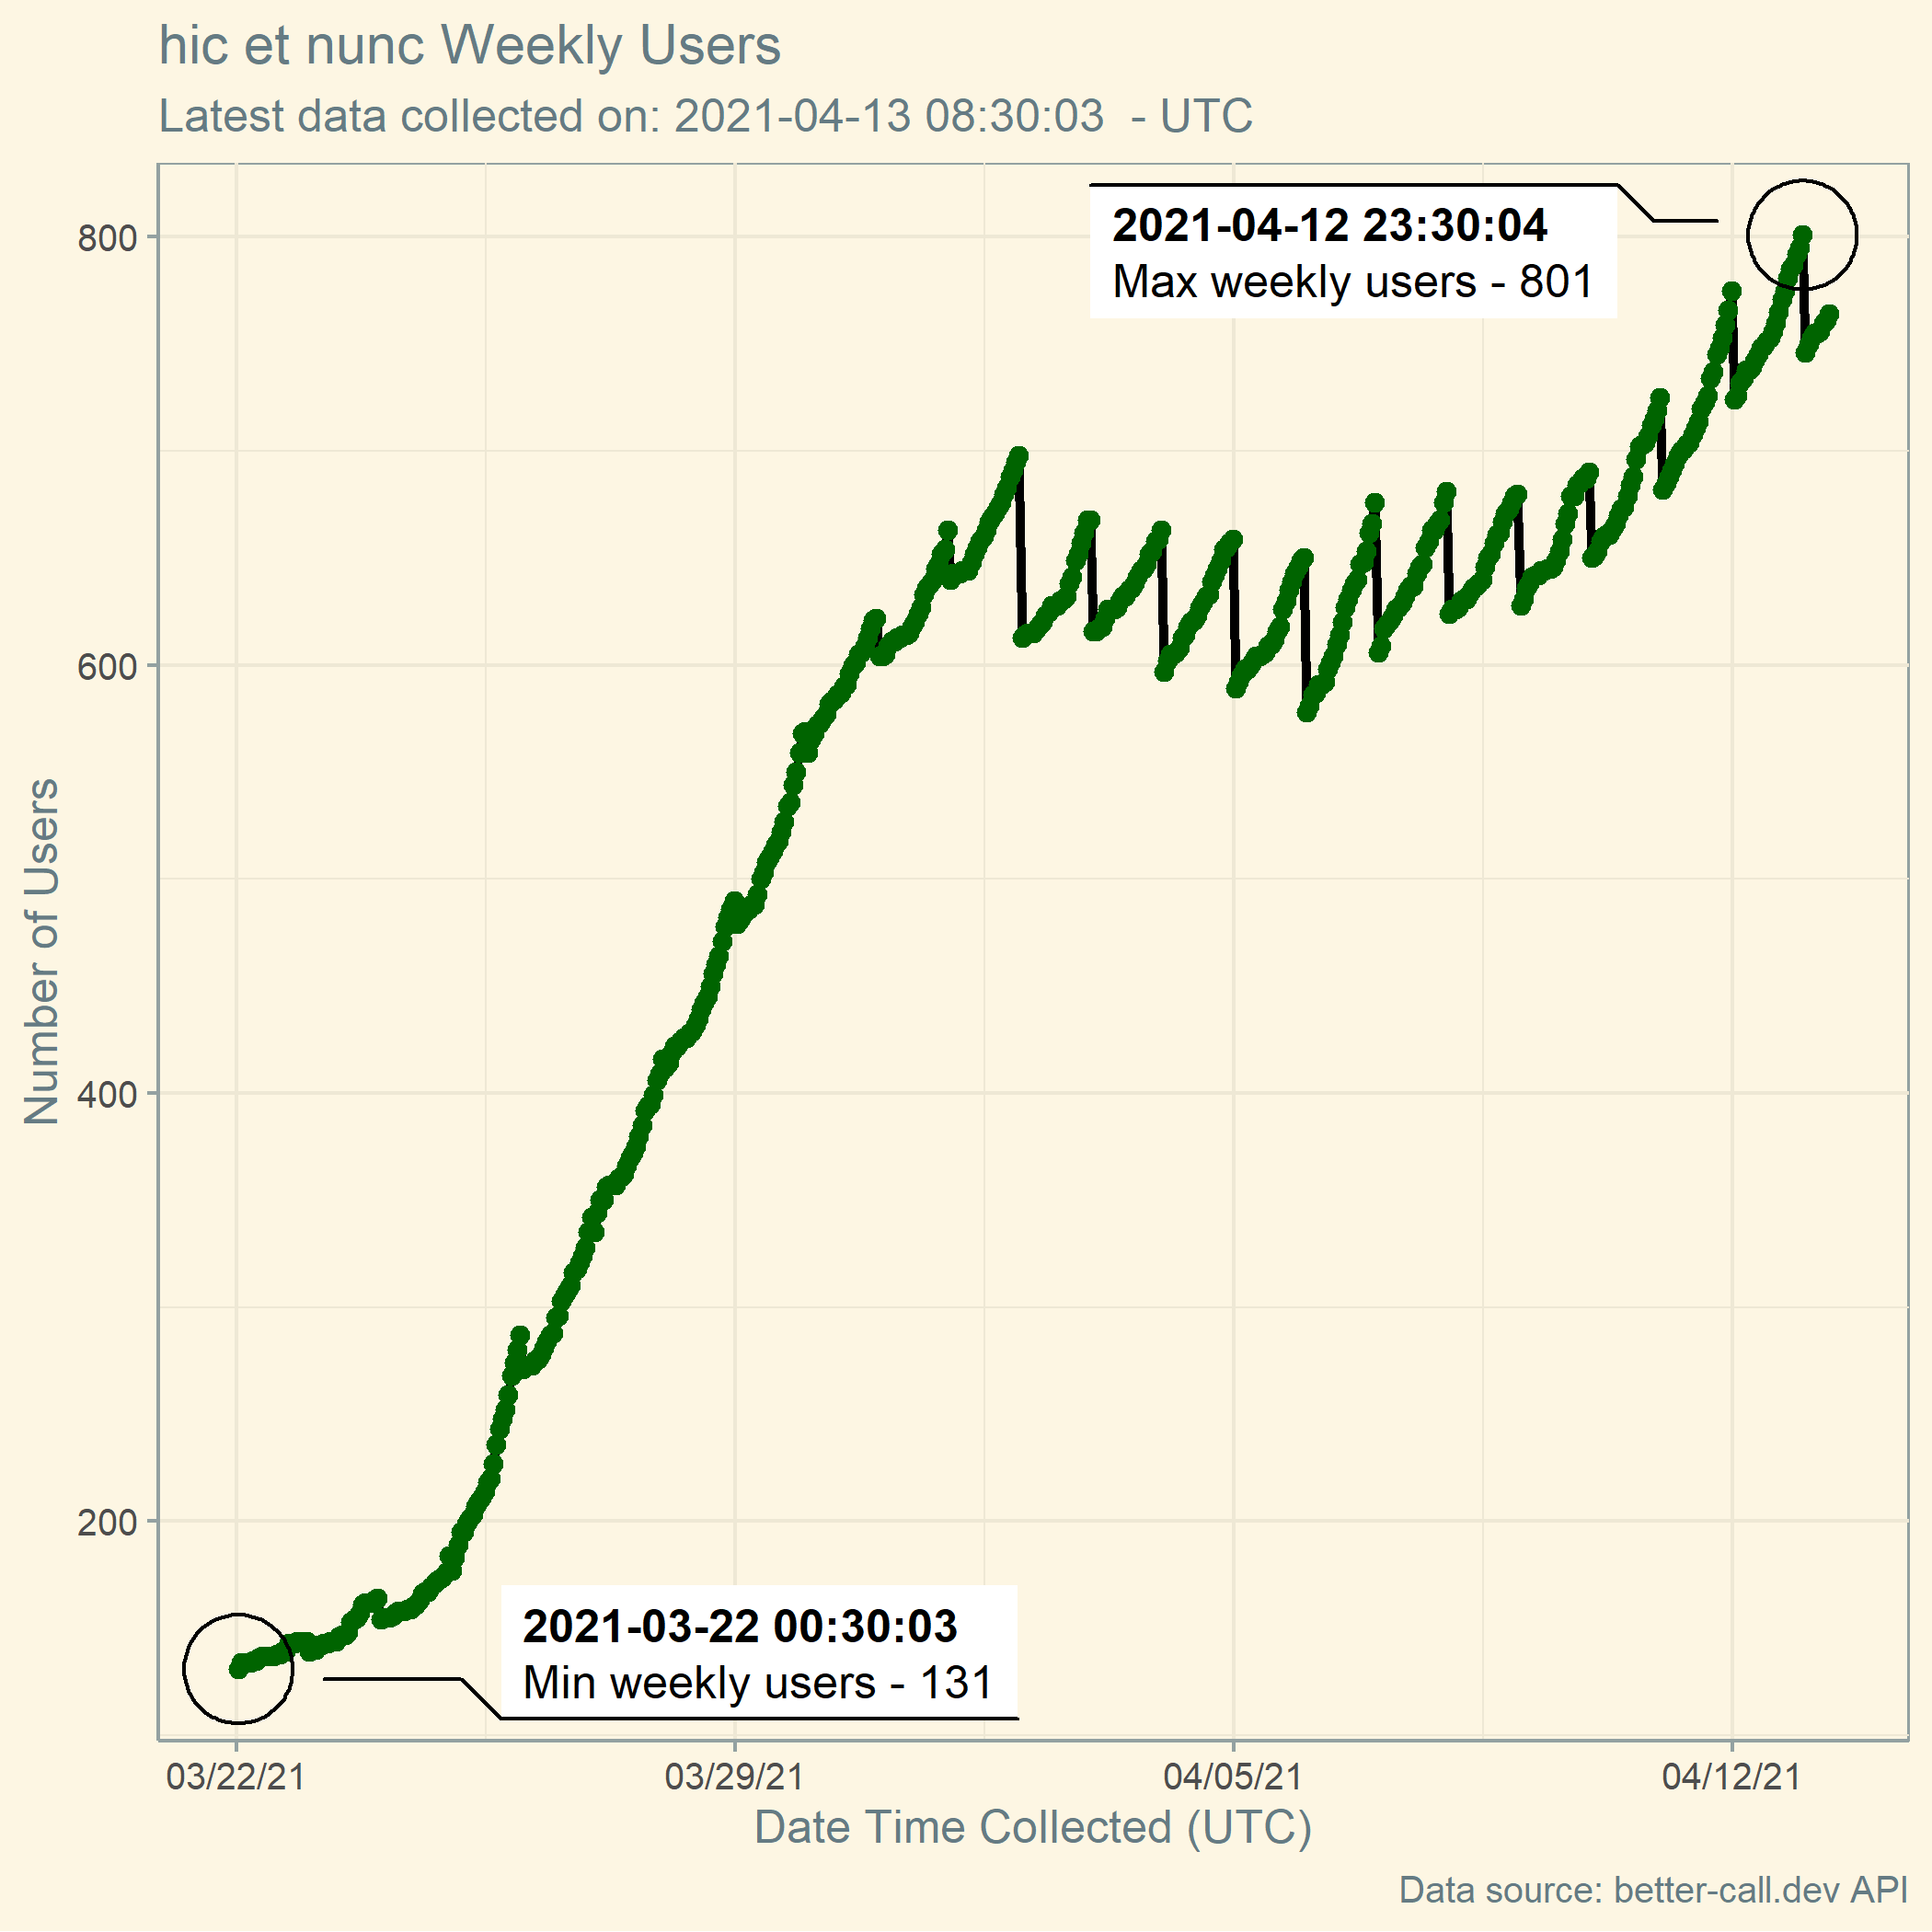 hic et nunc Weekly Users
Latest data collected on: 2021-04-13 08:30:03  - UTC
2021-04-12 23:30:04
Max weekly users - 801
800
600
400
200
Number of Users
2021-03-22 00:30:03
Min weekly users - 131
03/22/21
03/29/21
04/05/21
04/12/21
Date Time Collected (UTC)
Data source: better-call.dev API